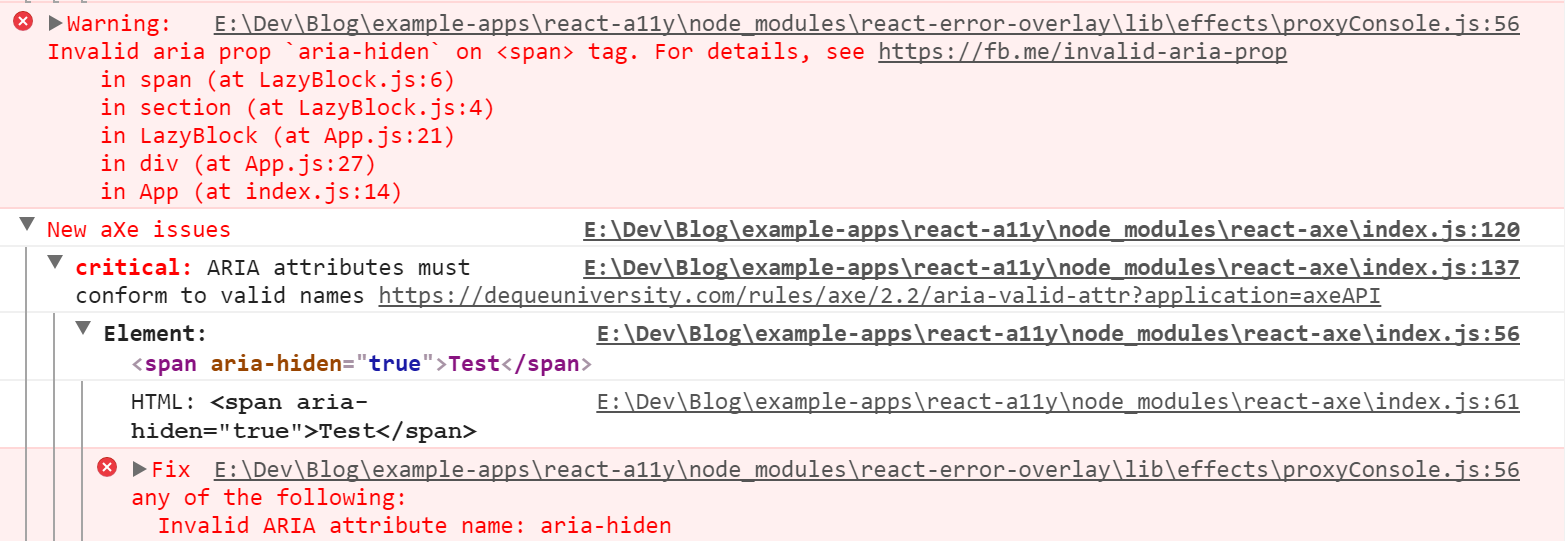 Warning: E:\Dev\Blog\example-apps\react-a11y\node_modules\react-error-overlay\lib\effects\proxyConsole.js:56
Invalid aria prop `aria-hiden` on <span> tag. For details, see https://fb.me/invalid-aria-prop
in span (at LazyBlock.js:6)
in section (at LazyBlock.js:4)
in LazyBlock (at App.js:21)
in div (at App.js:27)
in App (at index.js:14)
New aXe issues E:\Dev\Blog\example-apps\react-a11y\node_modules\react-axe\index.js:120
critical: ARIA attributes must E:\Dev\Blog\example-apps\react-a11y\node_modules\react-axe\index.js:137
conform to valid names https://dequeuniversity.com/rules/axe/2.2/aria-valid-attr?application=axeAPI
Element: E:\Dev\Blog\example-apps\react-a11y\node_modules\react-axe\index.js:56
<span aria-hiden="true">Test</span>
HTML: <span aria- E:\Dev\Blog\example-apps\react-a11y\node_modules\react-axe\index.js:61
hiden="true">Test</span>
Fix E:\Dev\Blog\example-apps\react-a11y\node_modules\react-error-overlay\lib\effects\proxyConsole.js:56
any of the following:
Invalid ARIA attribute name: aria-hiden